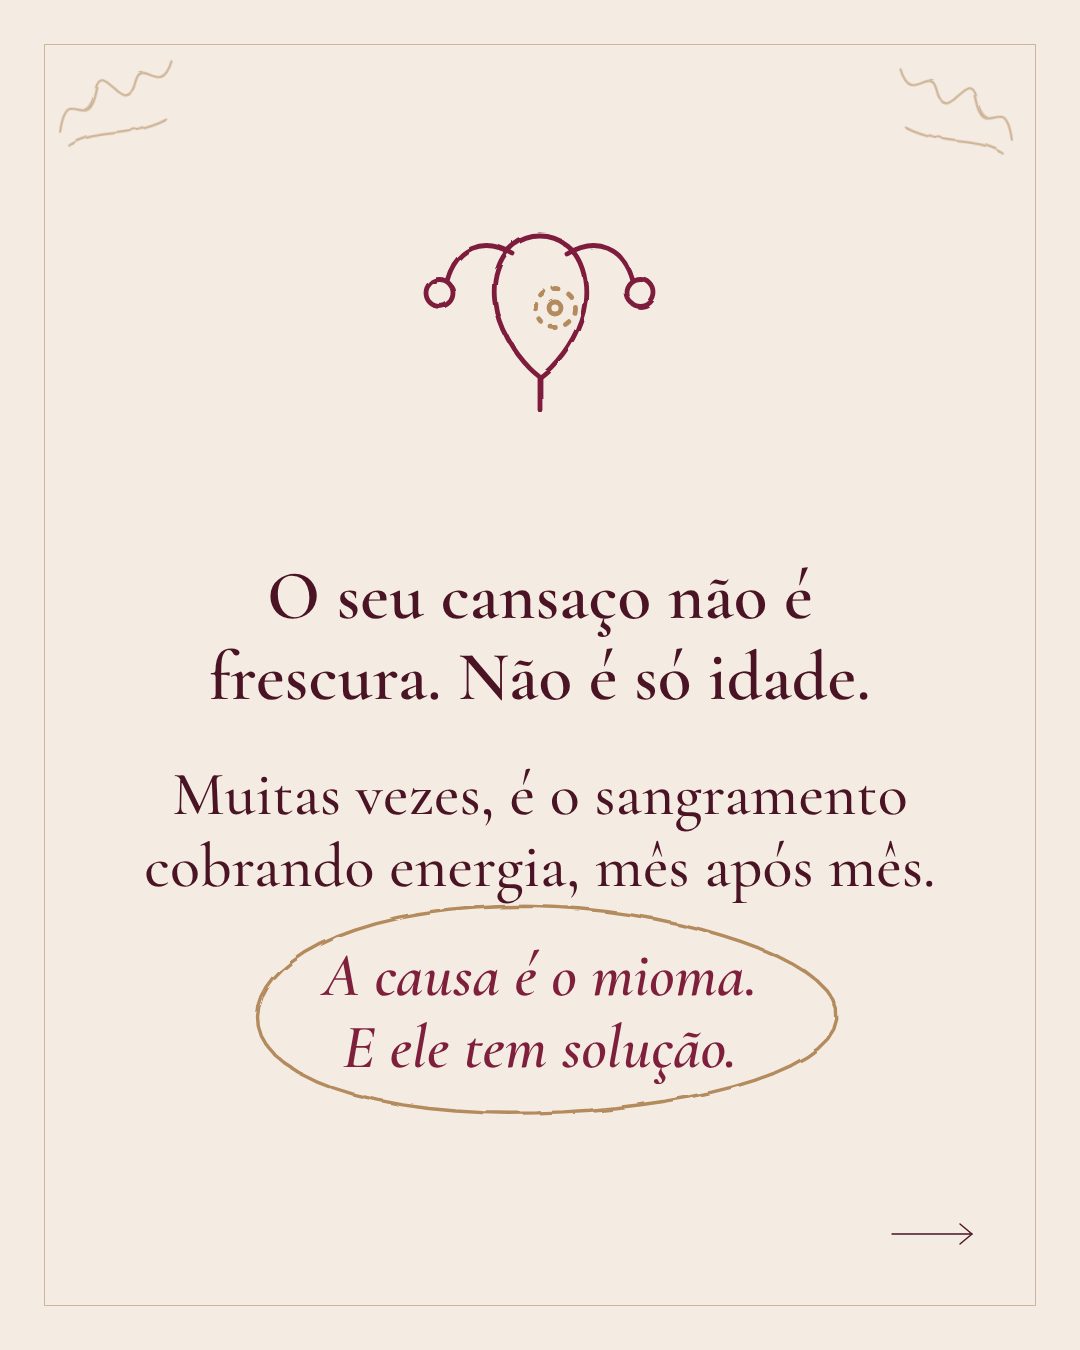 O seu cansaço não é
frescura. Não é só idade.
Muitas vezes, é o sangramento
cobrando energia, mês após mês.
A causa é o mioma.
E ele tem solução.